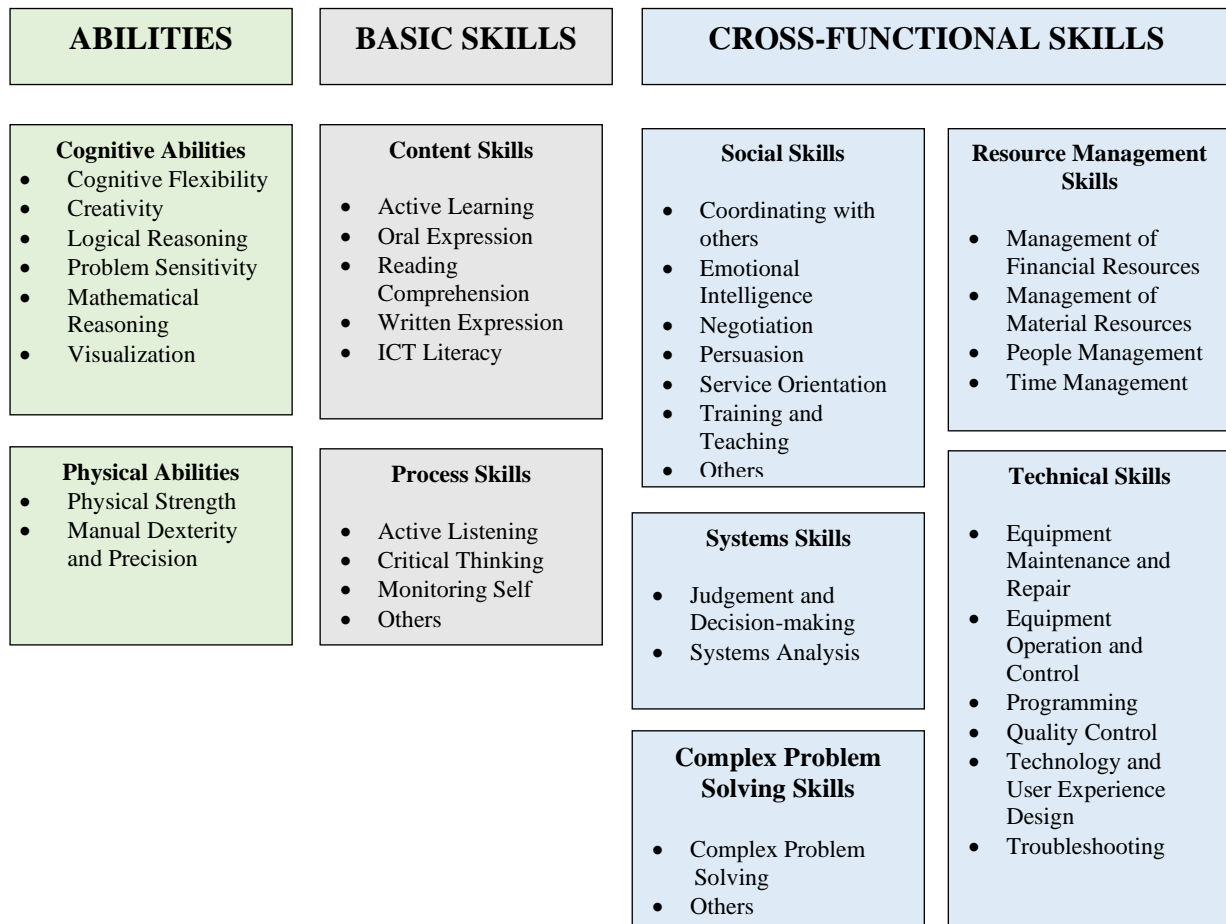 ABILITIES
BASIC SKILLS
CROSS-FUNCTIONAL SKILLS
Cognitive Abilities
• Cognitive Flexibility
• Creativity
• Logical Reasoning
• Problem Sensitivity
• Mathematical
Reasoning
• Visualization
Physical Abilities
• Physical Strength
• Manual Dexterity
and Precision
Content Skills
• Active Learning
• Oral Expression
• Reading
Comprehension
• Written Expression
• ICT Literacy
Process Skills
• Active Listening
• Critical Thinking
• Monitoring Self
• Others
Social Skills
• Coordinating with
others
• Emotional
Intelligence
• Negotiation
• Persuasion
• Service Orientation
• Training and
Teaching
• Others
Systems Skills
• Judgement and
Decision-making
• Systems Analysis
Complex Problem
Solving Skills
• Complex Problem
Solving
• Others
Resource Management
Skills
• Management of
Financial Resources
• Management of
Material Resources
• People Management
• Time Management
Technical Skills
• Equipment
Maintenance and
Repair
• Equipment
Operation and
Control
• Programming
• Quality Control
• Technology and
User Experience
Design
• Troubleshooting